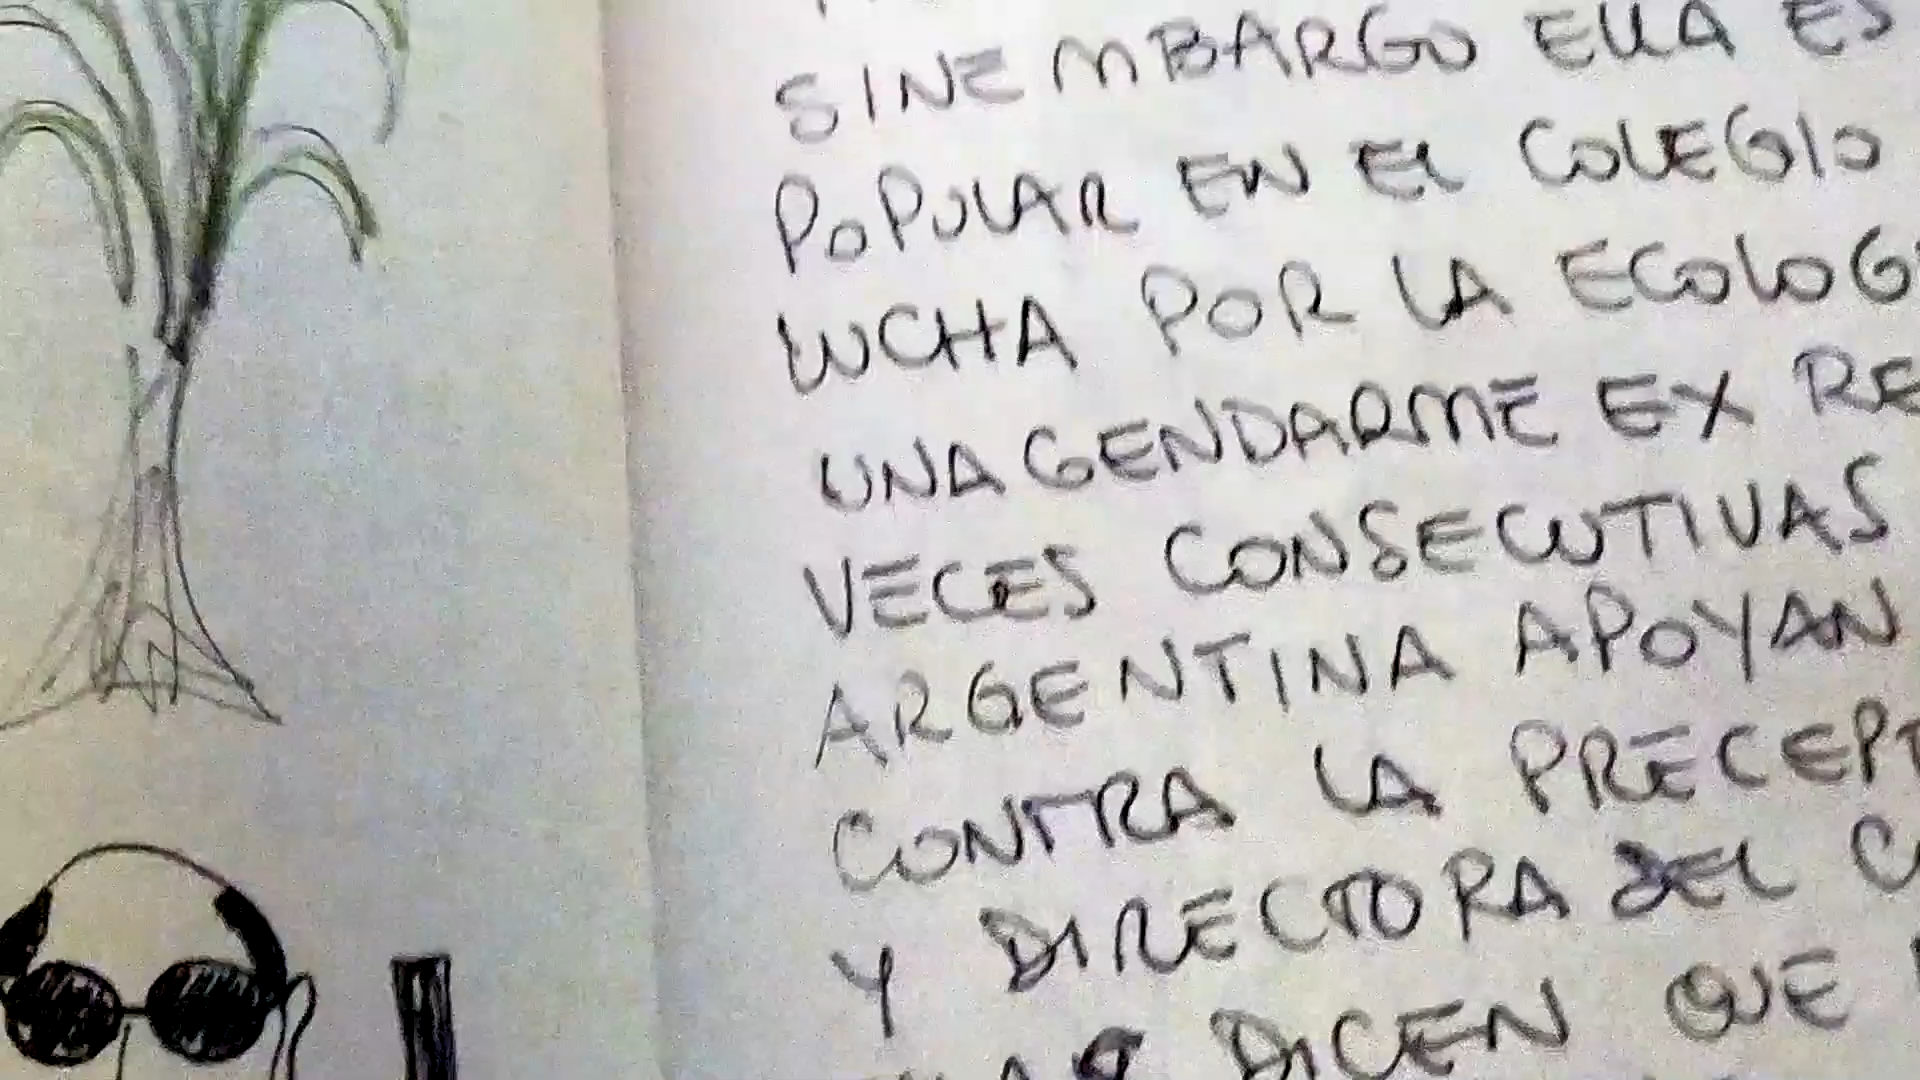 SINEMBARGO ELLA ES
POPULAR EN EL COLEGIO
LUCHA POR LA ECOLOG
UNA GENDARME EX RE
VECES CONSECUTIVAS
ARGENTINA APOYAN
CONTRA LA PRECEPT
Y DIRECTORA DEL C
DICEN QUE